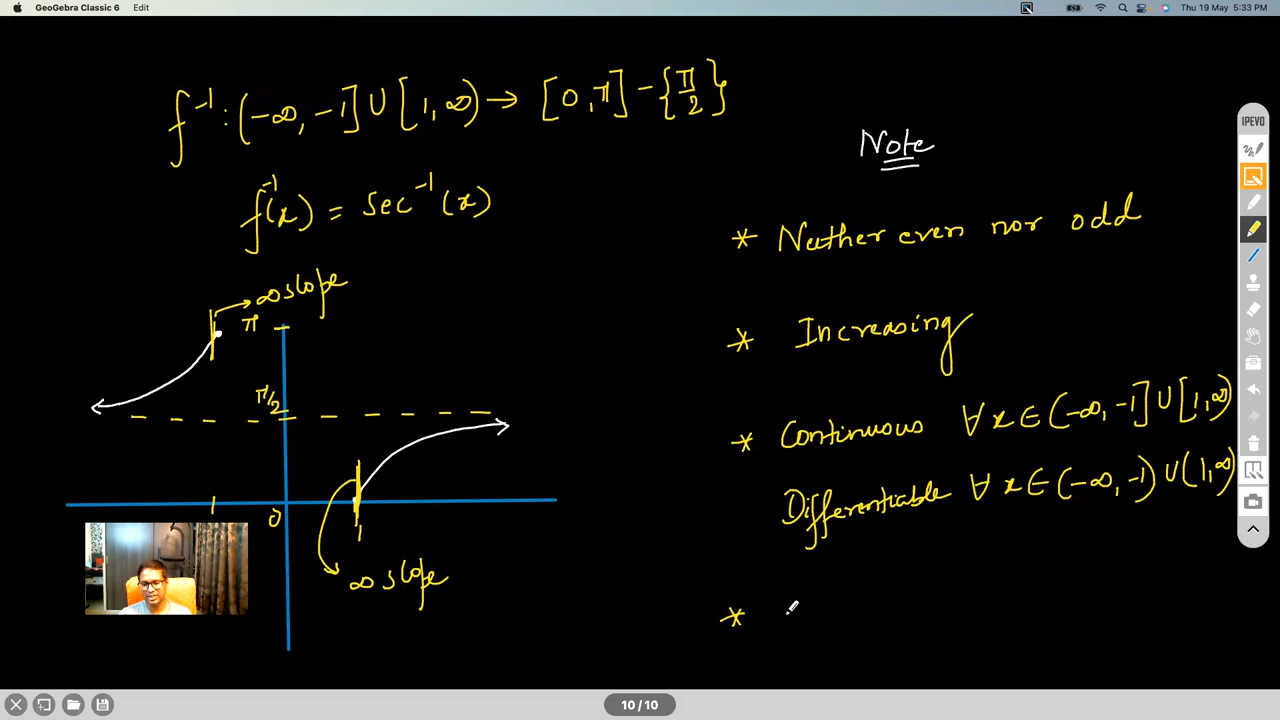 GeoGebra Classic 6 Edit Thu 19 May 5:33 PM
f⁻¹ : (-∞, -1] ∪ [1, ∞) → [0, π] - {π/2}
f⁻¹(x) = Sec⁻¹(x)
∞ slope
π
π/2
0
1
∞ slope
Note
* Neither even nor odd
* Increasing
* Continuous ∀ x ∈ (-∞, -1] ∪ [1, ∞)
Differentiable ∀ x ∈ (-∞, -1) ∪ (1, ∞)
*
IPEVO
10 / 10